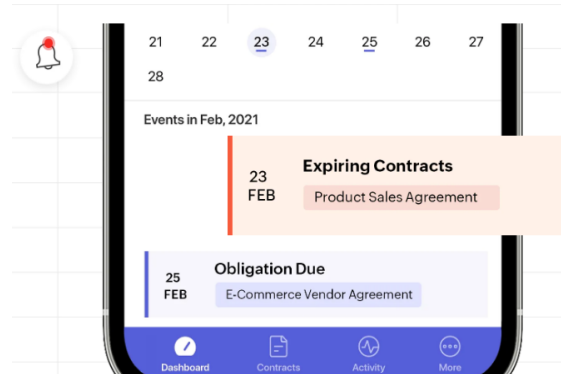 21 22 23 24 25 26 27
28
Events in Feb, 2021
23 FEB
Expiring Contracts
Product Sales Agreement
25 FEB
Obligation Due
E-Commerce Vendor Agreement
Dashboard Contracts Activity More